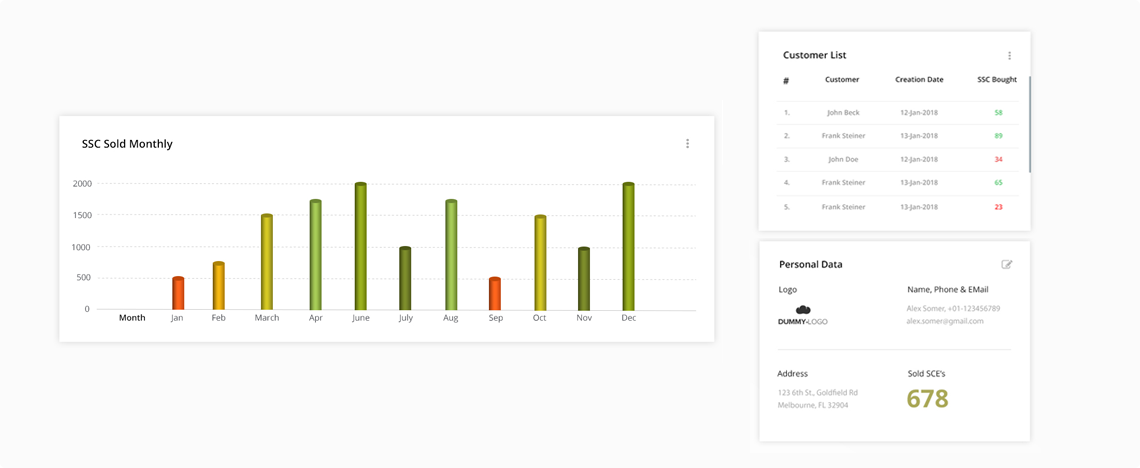 SSC Sold Monthly
2000
1500
1000
500
0
Month Jan Feb March Apr June July Aug Sep Oct Nov Dec
Customer List
# Customer Creation Date SSC Bought
1. John Beck 12-Jan-2018 58
2. Frank Steiner 13-Jan-2018 89
3. John Doe 12-Jan-2018 34
4. Frank Steiner 13-Jan-2018 65
5. Frank Steiner 13-Jan-2018 23
Personal Data
Logo
DUMMY-LOGO
Name, Phone & EMail
Alex Somer, +01-123456789
alex.somer@gmail.com
Address
123 6th St., Goldfield Rd
Melbourne, FL 32904
Sold SCE's
678